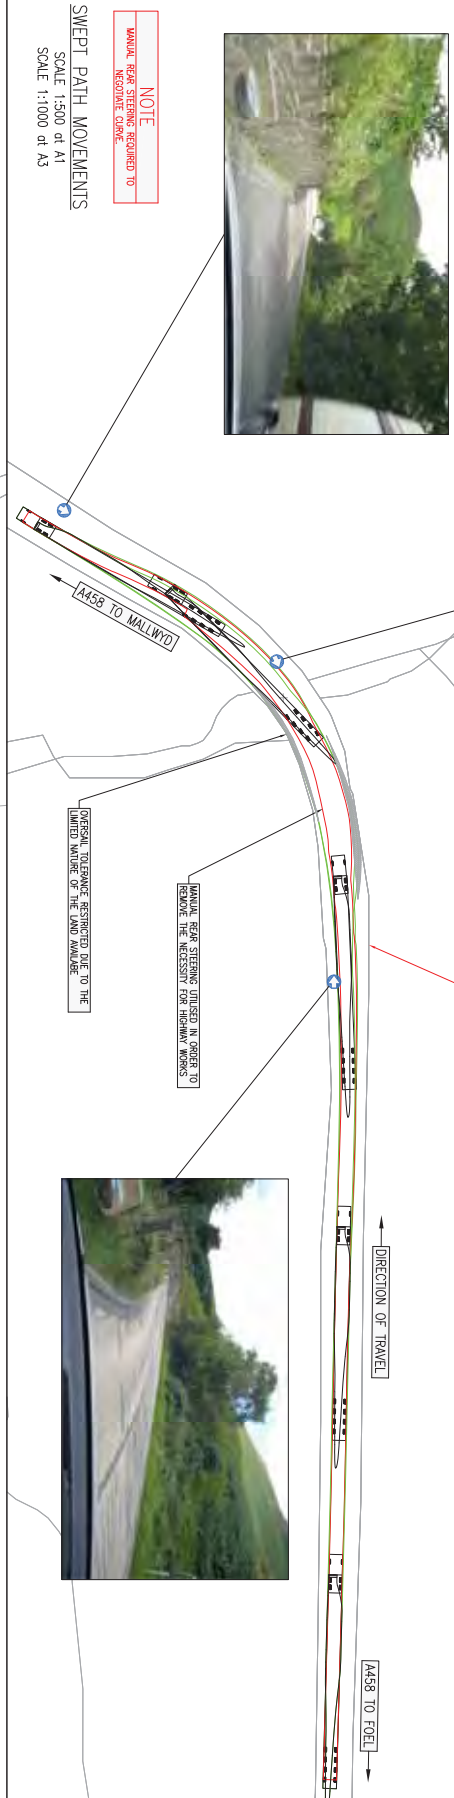 NOTE
MANUAL REAR STEERING REQUIRED TO
NEGOTIATE CURVE.
SWEPT PATH MOVEMENTS
SCALE 1:500 at A1
SCALE 1:1000 at A3
A458 TO MALLWYD
OVERSAIL TOLERANCE RESTRICTED DUE TO THE
LIMITED NATURE OF THE LAND AVAILABE
MANUAL REAR STEERING UTILISED IN ORDER TO
REMOVE THE NECESSITY FOR HIGHWAY WORKS
DIRECTION OF TRAVEL
A458 TO FOEL